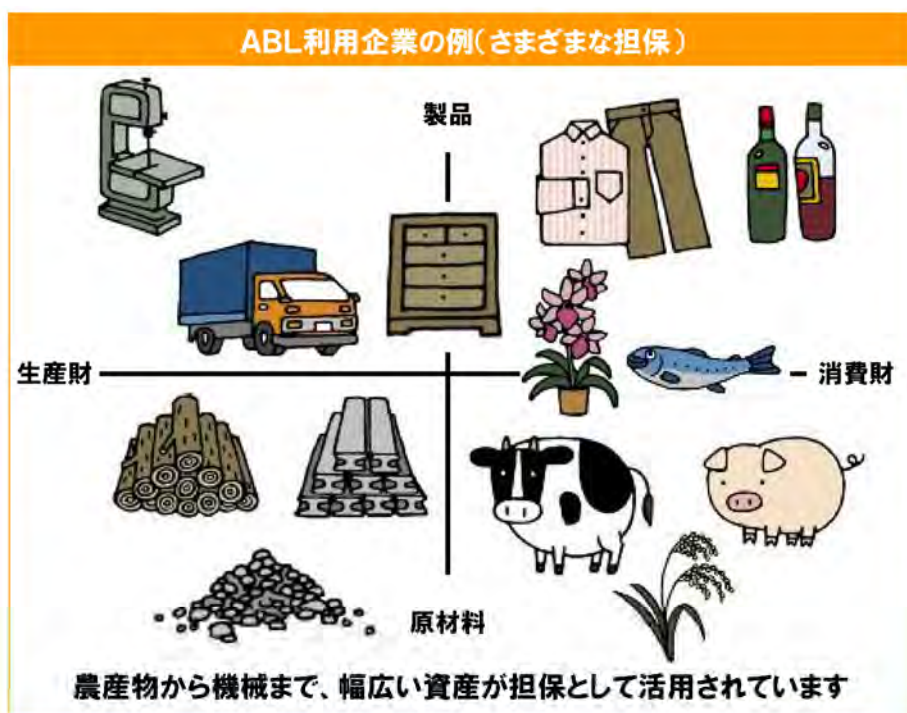 ABL利用企業の例(さまざまな担保)
製品
生産財
消費財
原材料
農産物から機械まで、幅広い資産が担保として活用されています